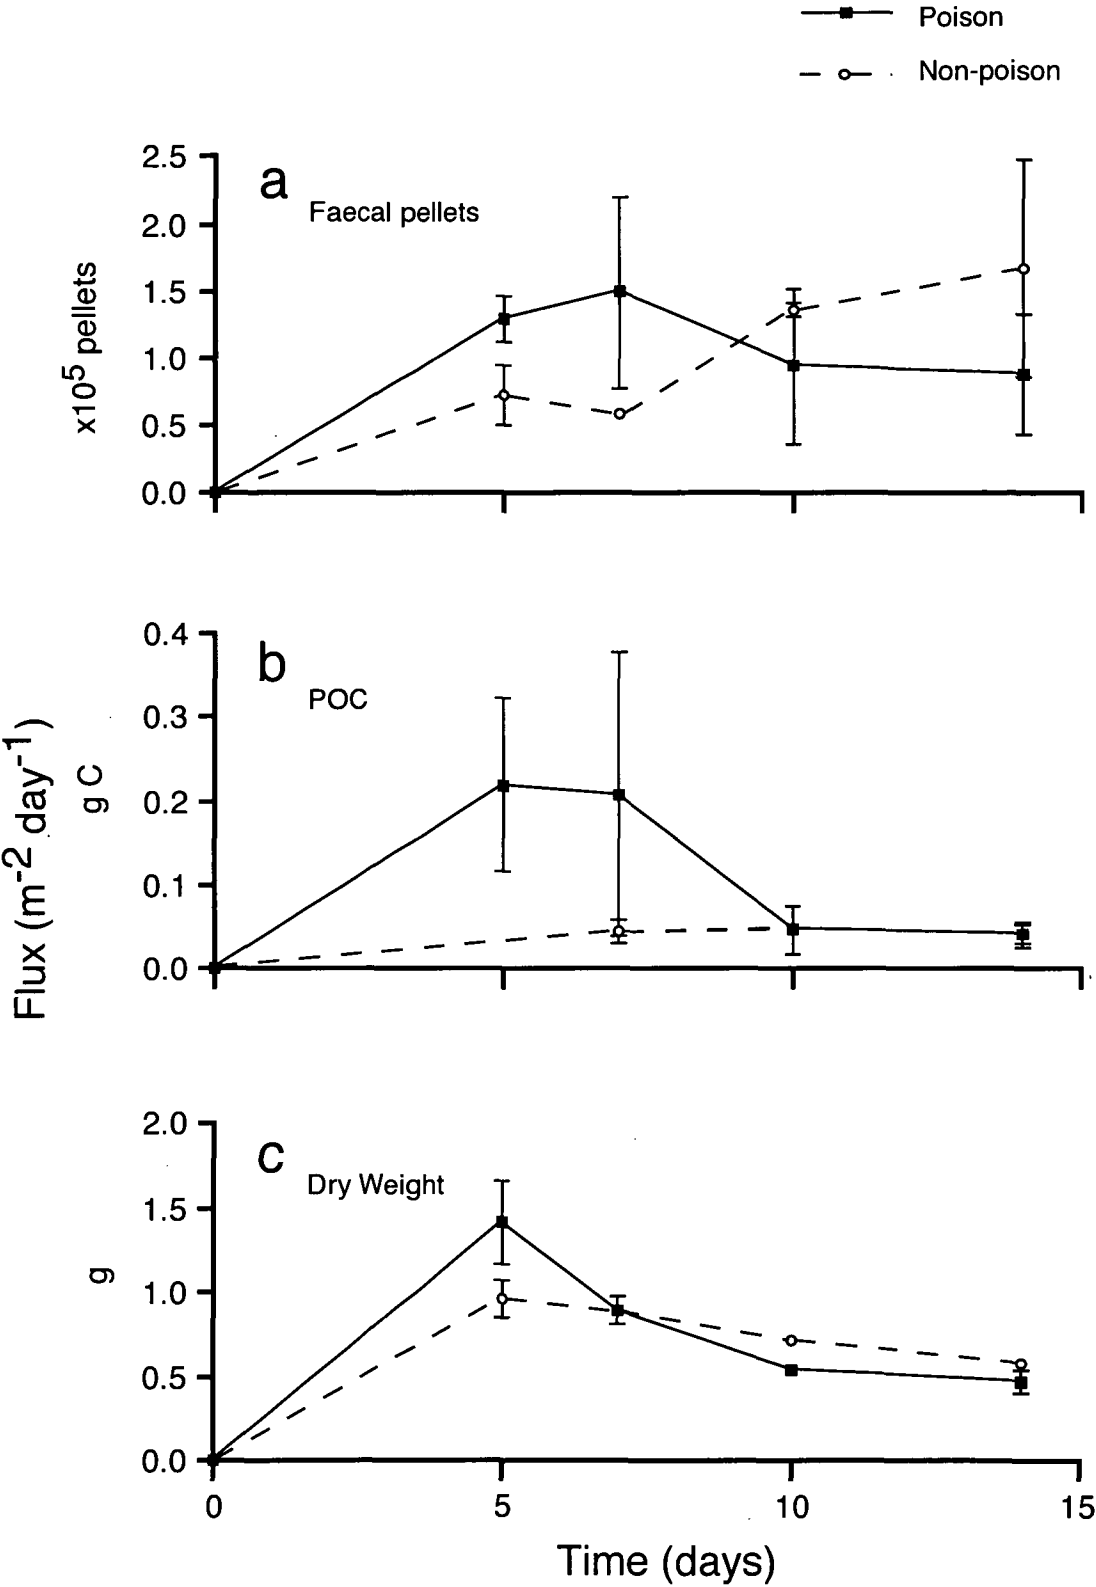 Poison
Non-poison
a
Faecal pellets
x10⁵ pellets
2.5
2.0
1.5
1.0
0.5
0.0
b
POC
Flux (m⁻² day⁻¹)
g C
0.4
0.3
0.2
0.1
0.0
c
Dry Weight
g
2.0
1.5
1.0
0.5
0.0
0 5 10 15
Time (days)